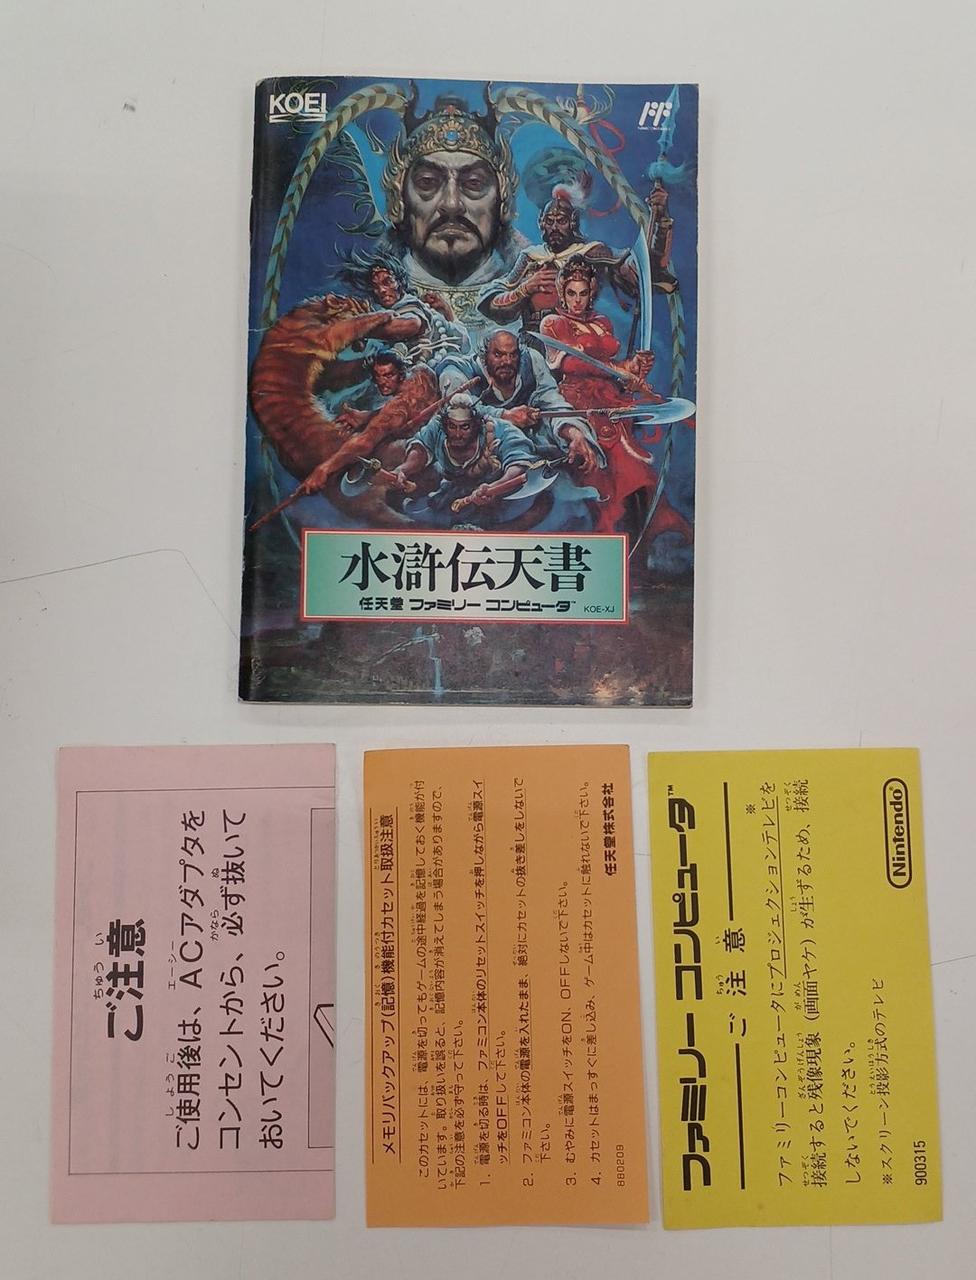 KOEI
FF
水滸伝天書
任天堂 ファミリー コンピュータ™
KOE-XJ
ご注意
ご使用後は、ACアダプタを
コンセントから、必ず抜いて
おいてください。
メモリバックアップ(記憶)機能付カセット取扱注意
このカセットには、電源を切ってもゲームの途中経過を記憶しておく機能が付
いています。取り扱いを誤ると、記憶内容が消えてしまう場合がありますので、
下記の注意を必ず守って下さい。
1. 電源を切る時は、ファミコン本体のリセットスイッチを押しながら電源スイ
ッチをOFFして下さい。
2. ファミコン本体の電源を入れたまま、絶対にカセットの抜き差しをしないで
下さい。
3. むやみに電源スイッチをON、OFFしないで下さい。
4. カセットはまっすぐに差し込み、ゲーム中はカセットに触れないで下さい。
880209
任天堂株式会社
ファミリー コンピュータ™
ご注意
ファミリーコンピュータにプロジェクションテレビ※を
接続すると残像現象(画面ヤケ)が生ずるため、接続
しないでください。
※スクリーン投影方式のテレビ
900315
Nintendo®